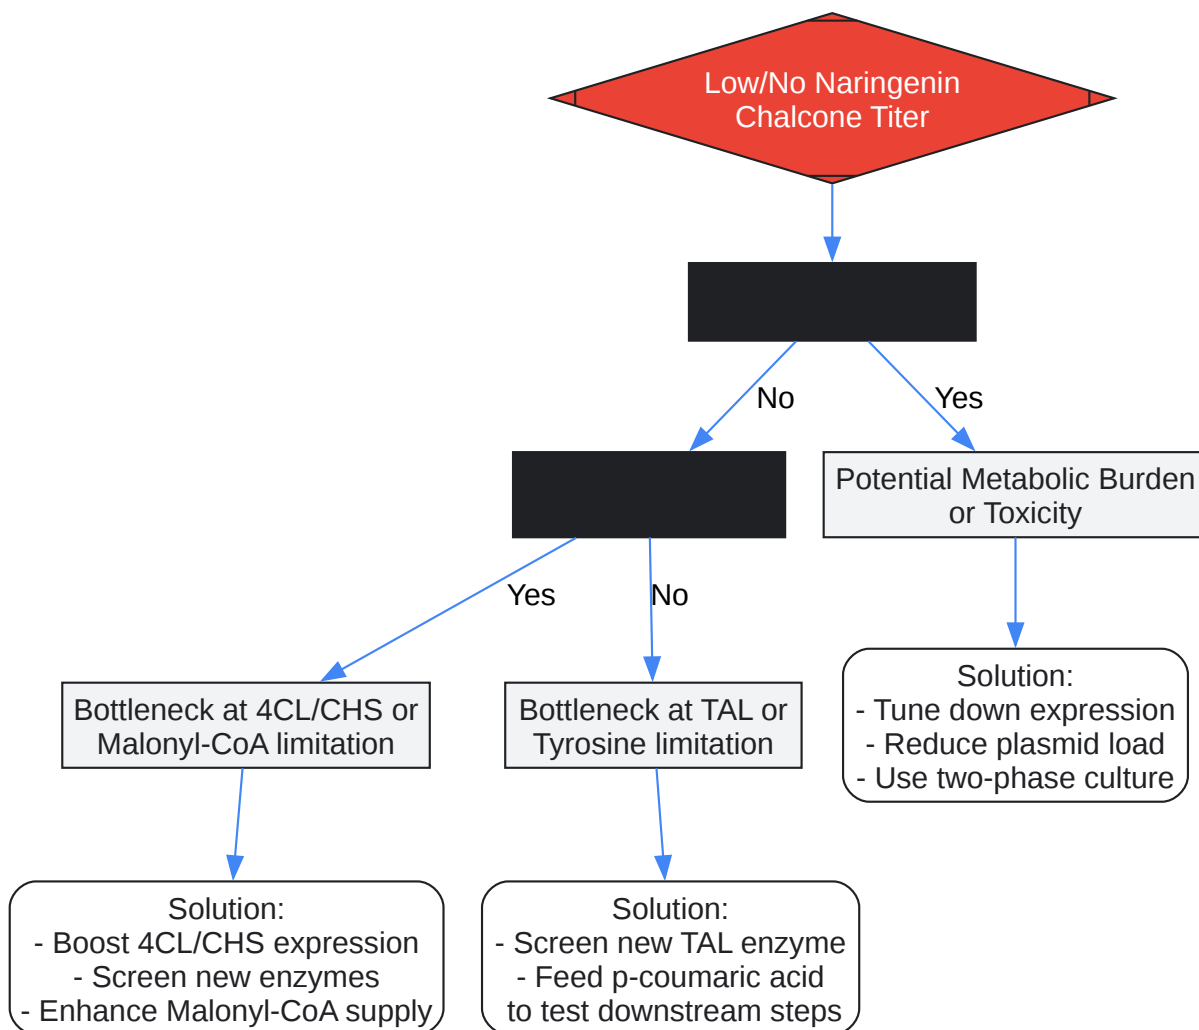 Low/No Naringenin
Chalcone Titer
No
Yes
Potential Metabolic Burden
or Toxicity
Yes
No
Solution:
- Tune down expression
- Reduce plasmid load
- Use two-phase culture
Bottleneck at 4CL/CHS or
Malonyl-CoA limitation
Bottleneck at TAL or
Tyrosine limitation
Solution:
- Boost 4CL/CHS expression
- Screen new enzymes
- Enhance Malonyl-CoA supply
Solution:
- Screen new TAL enzyme
- Feed p-coumaric acid
to test downstream steps